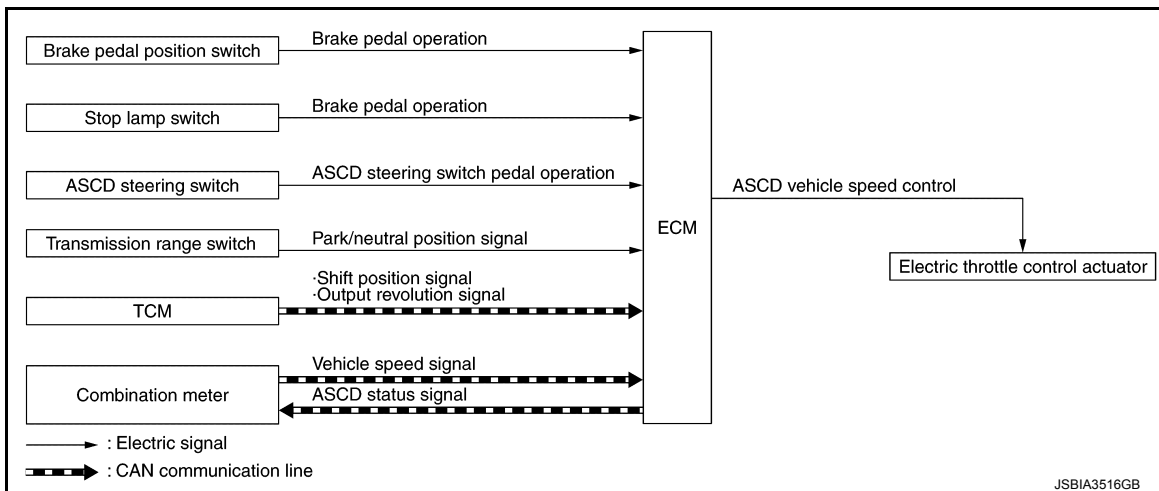 Brake pedal position switch
Brake pedal operation
Stop lamp switch
Brake pedal operation
ASCD steering switch
ASCD steering switch pedal operation
Transmission range switch
Park/neutral position signal
TCM
·Shift position signal
·Output revolution signal
Combination meter
Vehicle speed signal
ASCD status signal
ECM
ASCD vehicle speed control
Electric throttle control actuator
: Electric signal
: CAN communication line
JSBIA3516GB